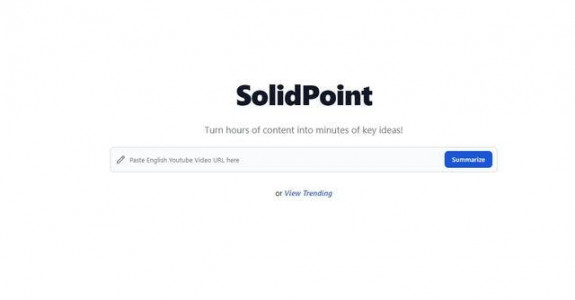 SolidPoint
Turn hours of content into minutes of key ideas!
Paste English Youtube Video URL here
Summarize
or View Trending